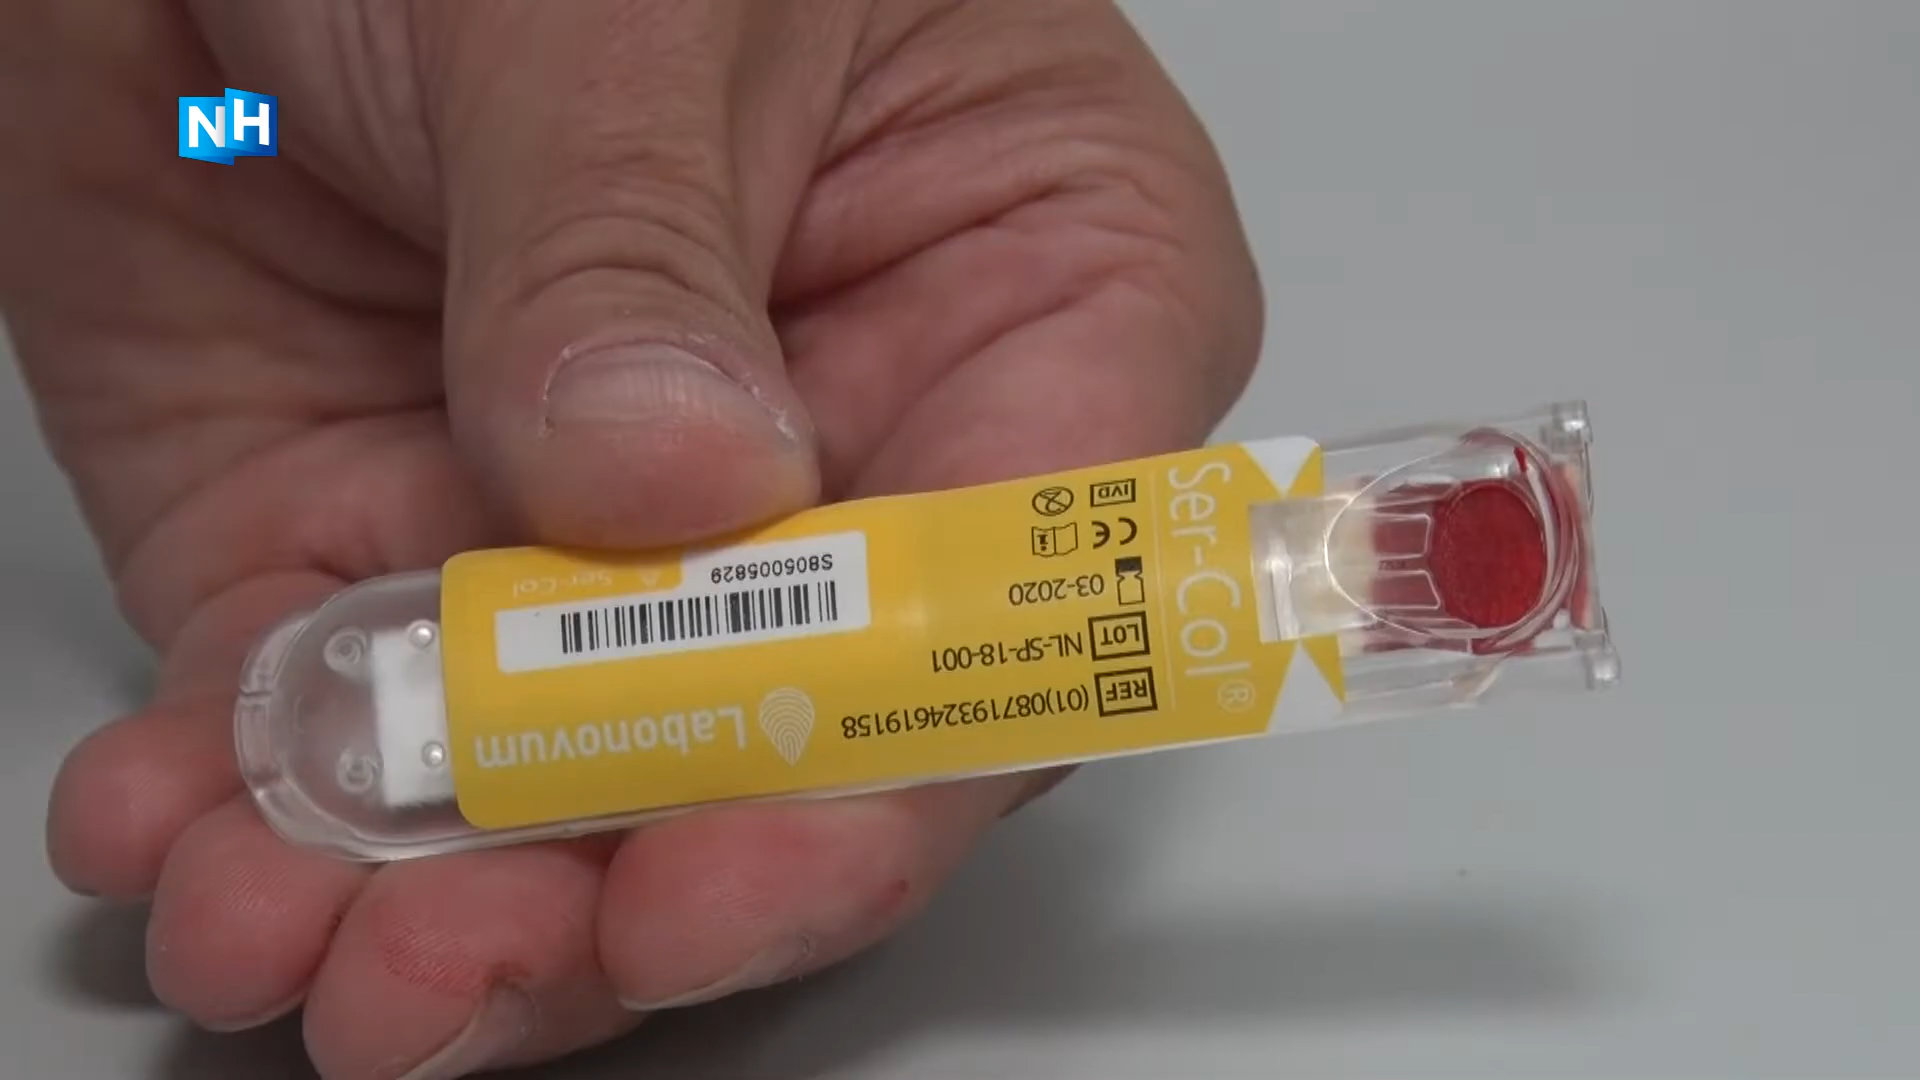 NH
Ser-Col®
REF (01)08719324619158
LOT NL-SP-18-001
03-2020
CE
IVD
2
Labonovum
S805005829
Ser-Col